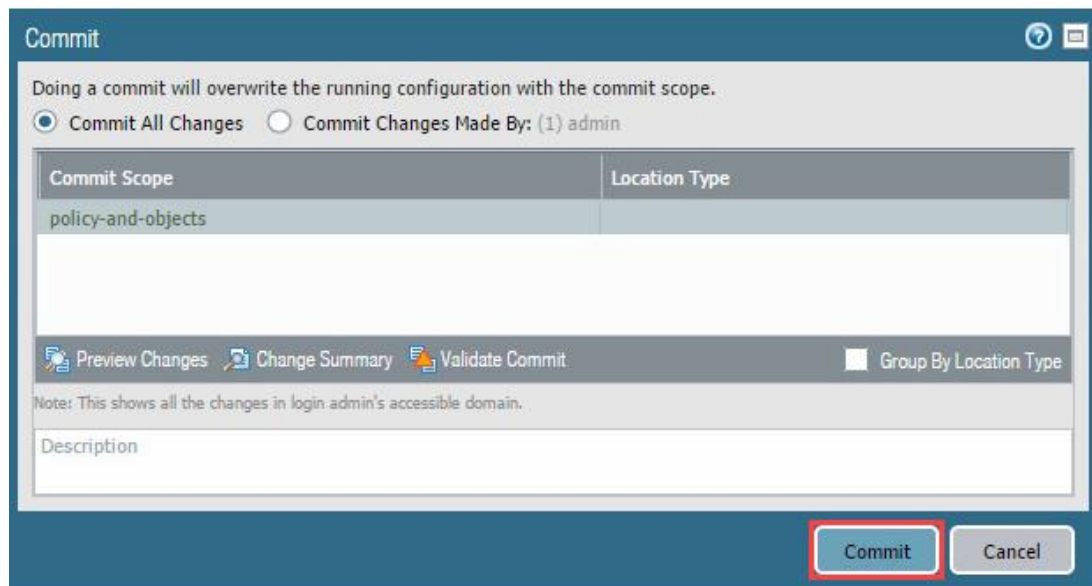 Commit
Doing a commit will overwrite the running configuration with the commit scope.
Commit All Changes Commit Changes Made By: (1) admin
Commit Scope Location Type
policy-and-objects
Preview Changes Change Summary Validate Commit Group By Location Type
Note: This shows all the changes in login admin's accessible domain.
Description
Commit Cancel